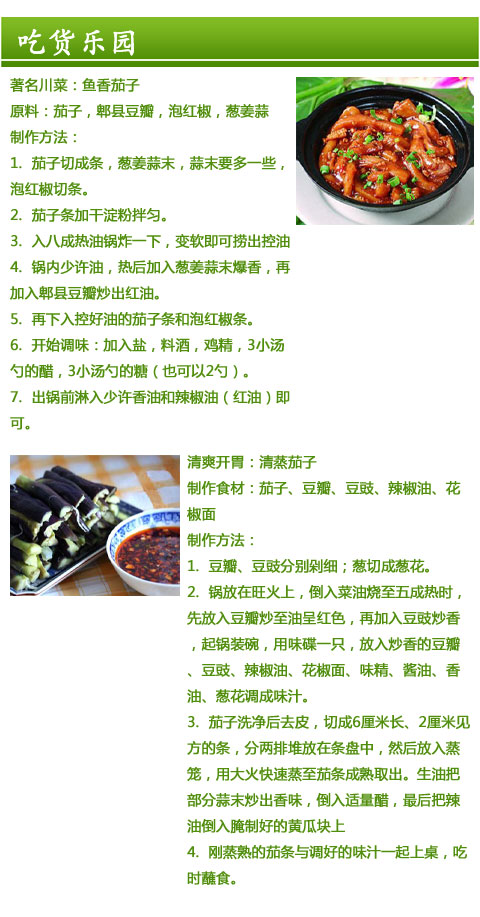 吃货乐园
著名川菜：鱼香茄子
原料：茄子，郫县豆瓣，泡红椒，葱姜蒜
制作方法：
1. 茄子切成条，葱姜蒜末，蒜末要多一些，
泡红椒切条。
2. 茄子条加干淀粉拌匀。
3. 入八成热油锅炸一下，变软即可捞出控油
4. 锅内少许油，热后加入葱姜蒜末爆香，再
加入郫县豆瓣炒出红油。
5. 再下入控好油的茄子条和泡红椒条。
6. 开始调味：加入盐，料酒，鸡精，3小汤
勺的醋，3小汤勺的糖（也可以2勺）。
7. 出锅前淋入少许香油和辣椒油（红油）即
可。
清爽开胃：清蒸茄子
制作食材：茄子、豆瓣、豆豉、辣椒油、花
椒面
制作方法：
1. 豆瓣、豆豉分别剁细；葱切成葱花。
2. 锅放在旺火上，倒入菜油烧至五成热时，
先放入豆瓣炒至油呈红色，再加入豆豉炒香
，起锅装碗，用味碟一只，放入炒香的豆瓣
、豆豉、辣椒油、花椒面、味精、酱油、香
油、葱花调成味汁。
3. 茄子洗净后去皮，切成6厘米长、2厘米见
方的条，分两排堆放在条盘中，然后放入蒸
笼，用大火快速蒸至茄条成熟取出。生油把
部分蒜末炒出香味，倒入适量醋，最后把辣
油倒入腌制好的黄瓜块上
4. 刚蒸熟的茄条与调好的味汁一起上桌，吃
时蘸食。